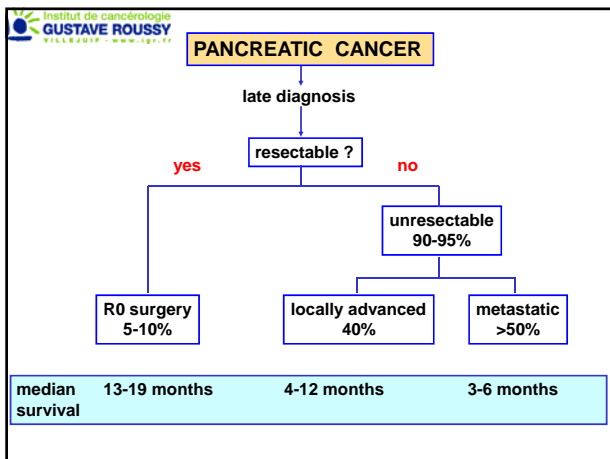 Institut de cancérologie
GUSTAVE ROUSSY
VILLEJUIF - www.igr.fr
PANCREATIC CANCER
late diagnosis
resectable ?
yes
no
unresectable
90-95%
R0 surgery
5-10%
locally advanced
40%
metastatic
>50%
median survival
13-19 months
4-12 months
3-6 months